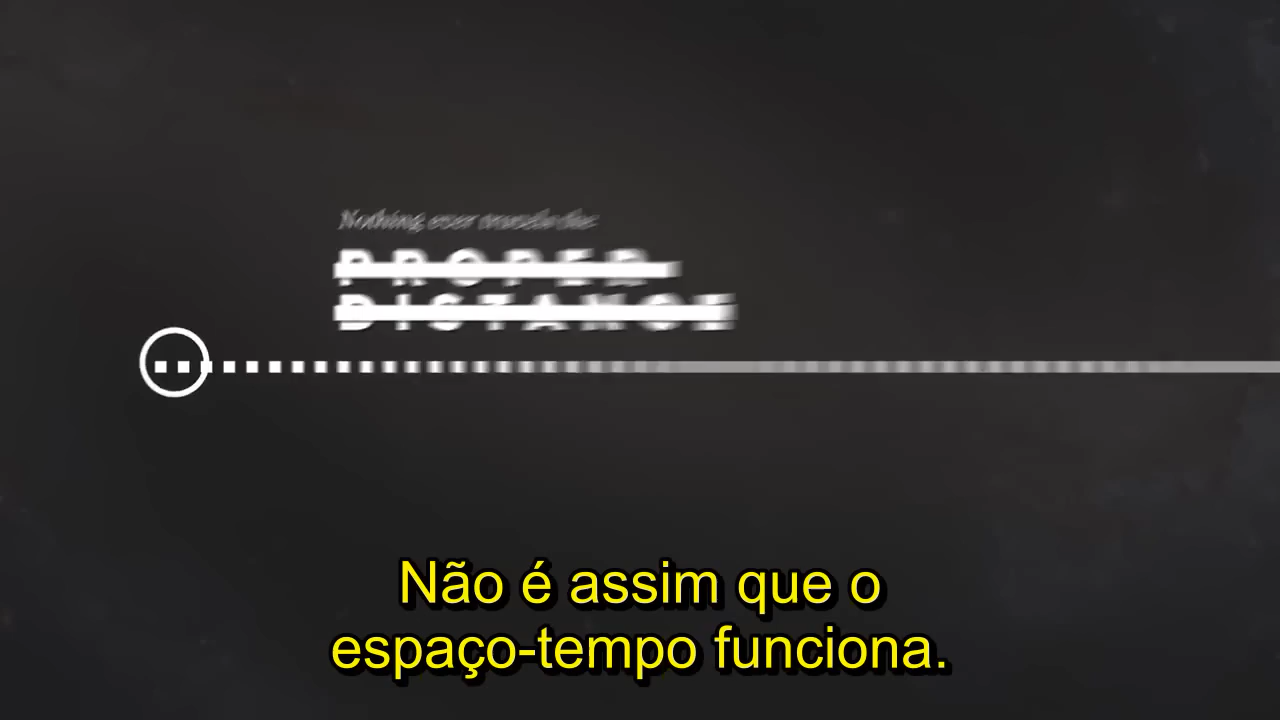 Nothing ever travels the
PROPER
DISTANCE
Não é assim que o
espaço-tempo funciona.